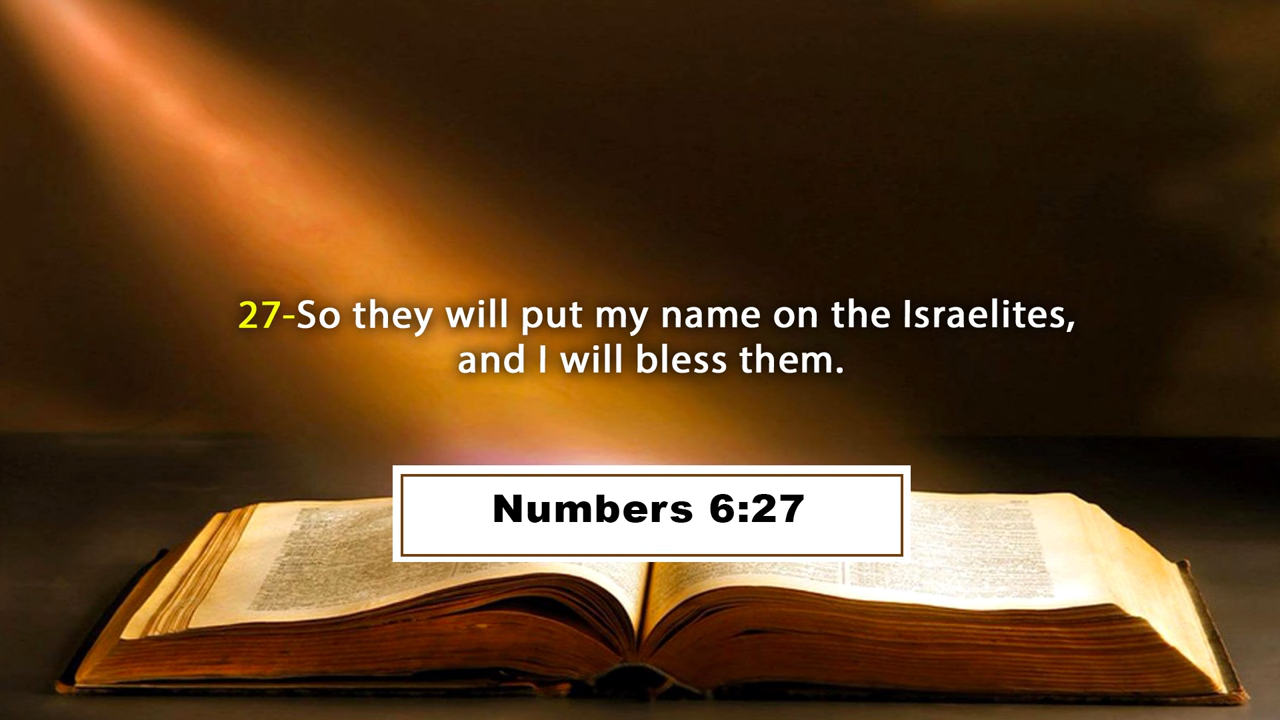 27-So they will put my name on the Israelites,
and I will bless them.
Numbers 6:27